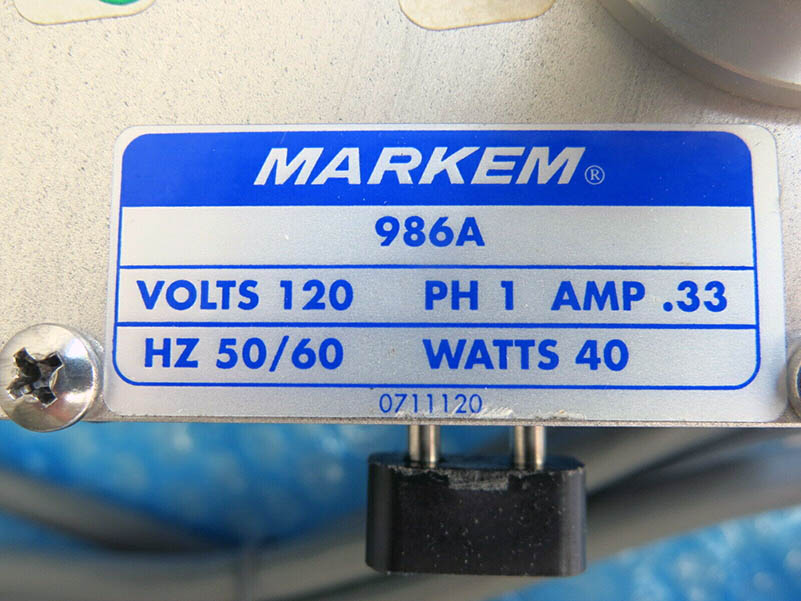 MARKEM®
986A
VOLTS 120 PH 1 AMP .33
HZ 50/60 WATTS 40
0711120